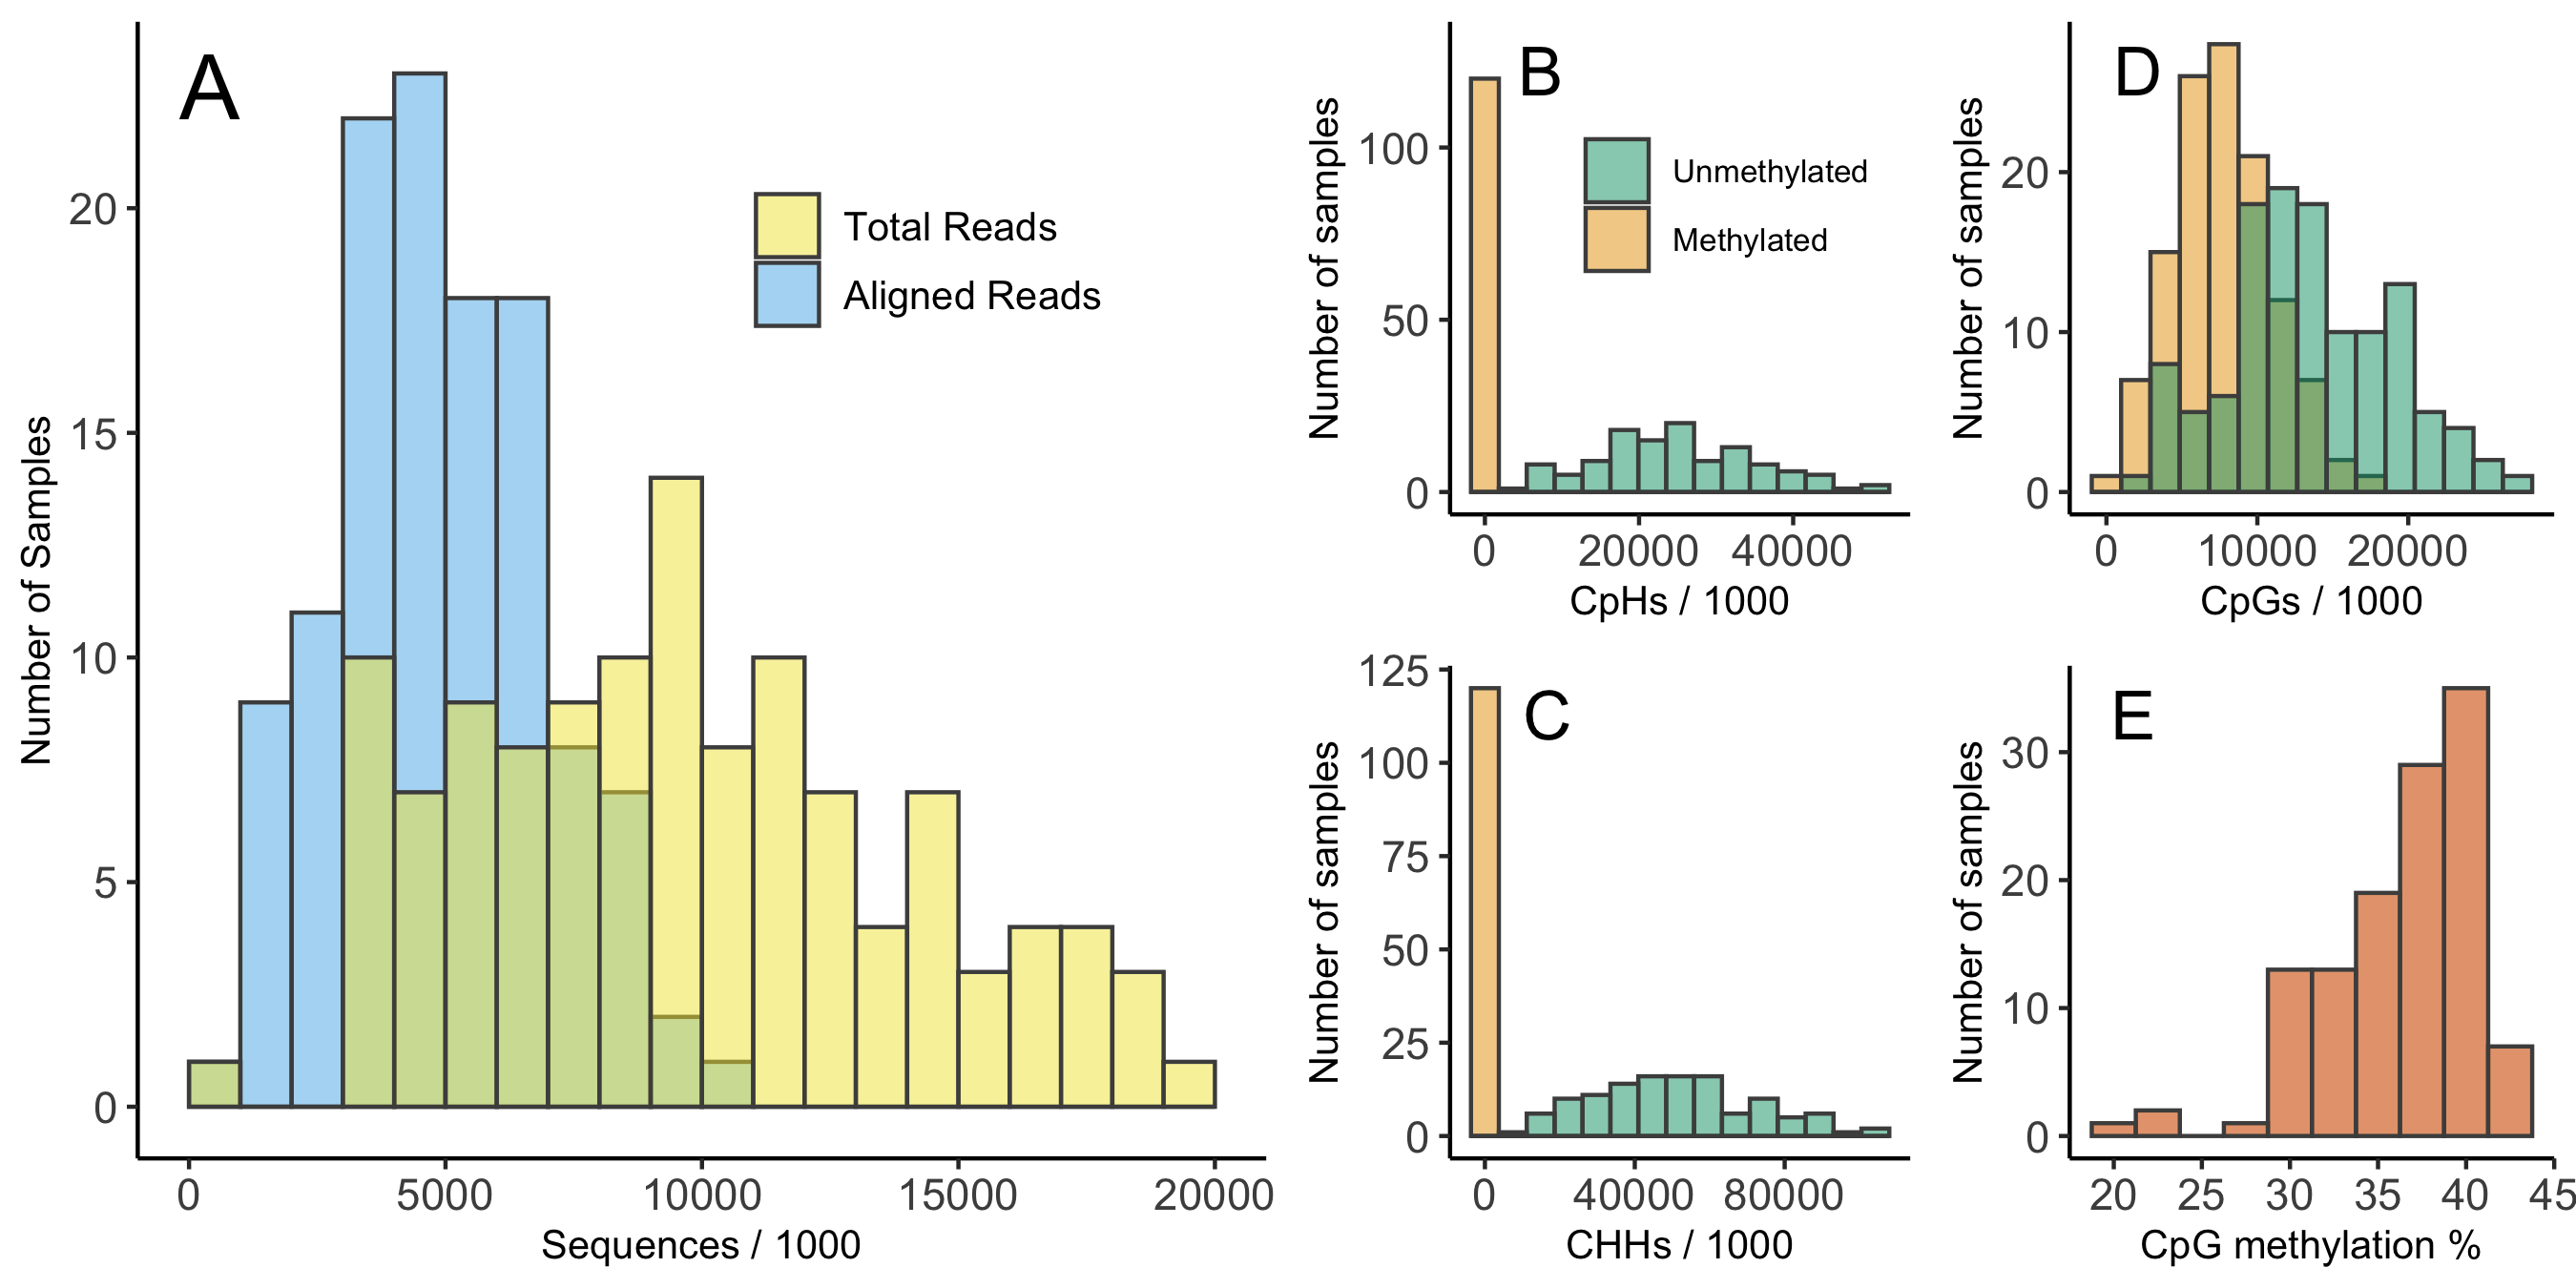 A
Number of Samples
20
15
10
5
0
Total Reads
Aligned Reads
0 5000 10000 15000 20000
Sequences / 1000
B
Number of samples
100
50
0
Unmethylated
Methylated
0 20000 40000
CpHs / 1000
D
Number of samples
20
10
0
0 10000 20000
CpGs / 1000
C
Number of samples
125
100
75
50
25
0
0 40000 80000
CHHs / 1000
E
Number of samples
30
20
10
0
20 25 30 35 40 45
CpG methylation %